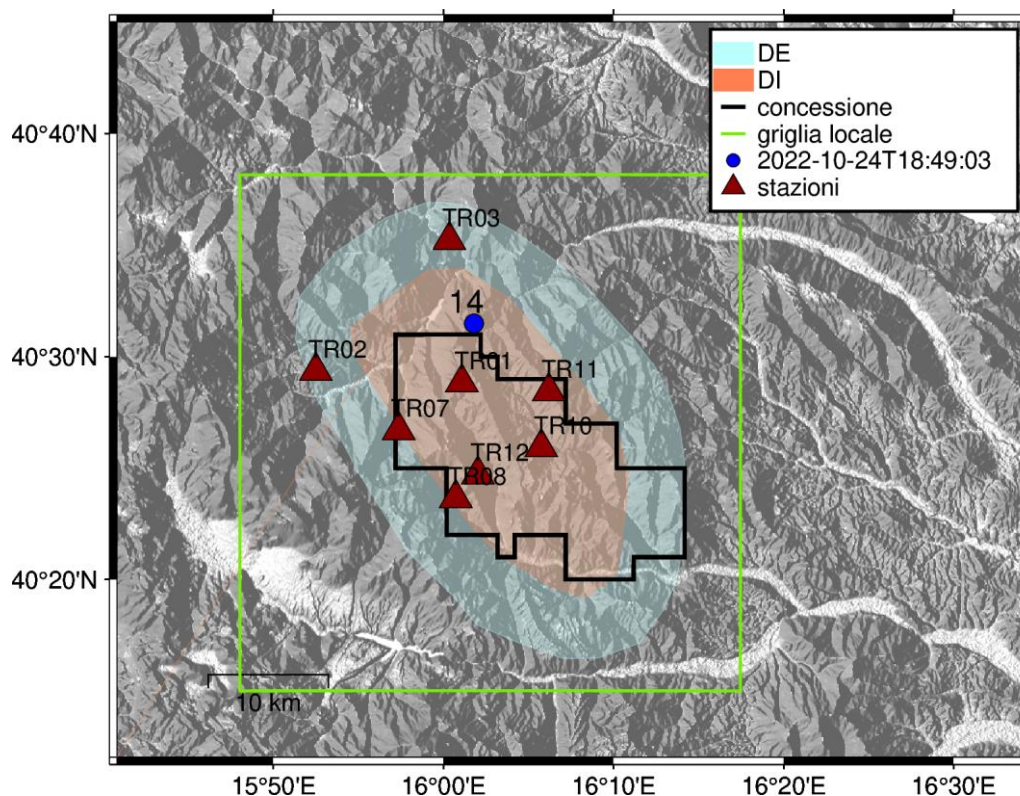 DE
DI
concessione
griglia locale
2022-10-24T18:49:03
stazioni
40°40'N
40°30'N
40°20'N
TR03
14
TR02
TR01
TR11
TR07
TR10
TR12
TR08
10 km
15°50'E
16°00'E
16°10'E
16°20'E
16°30'E